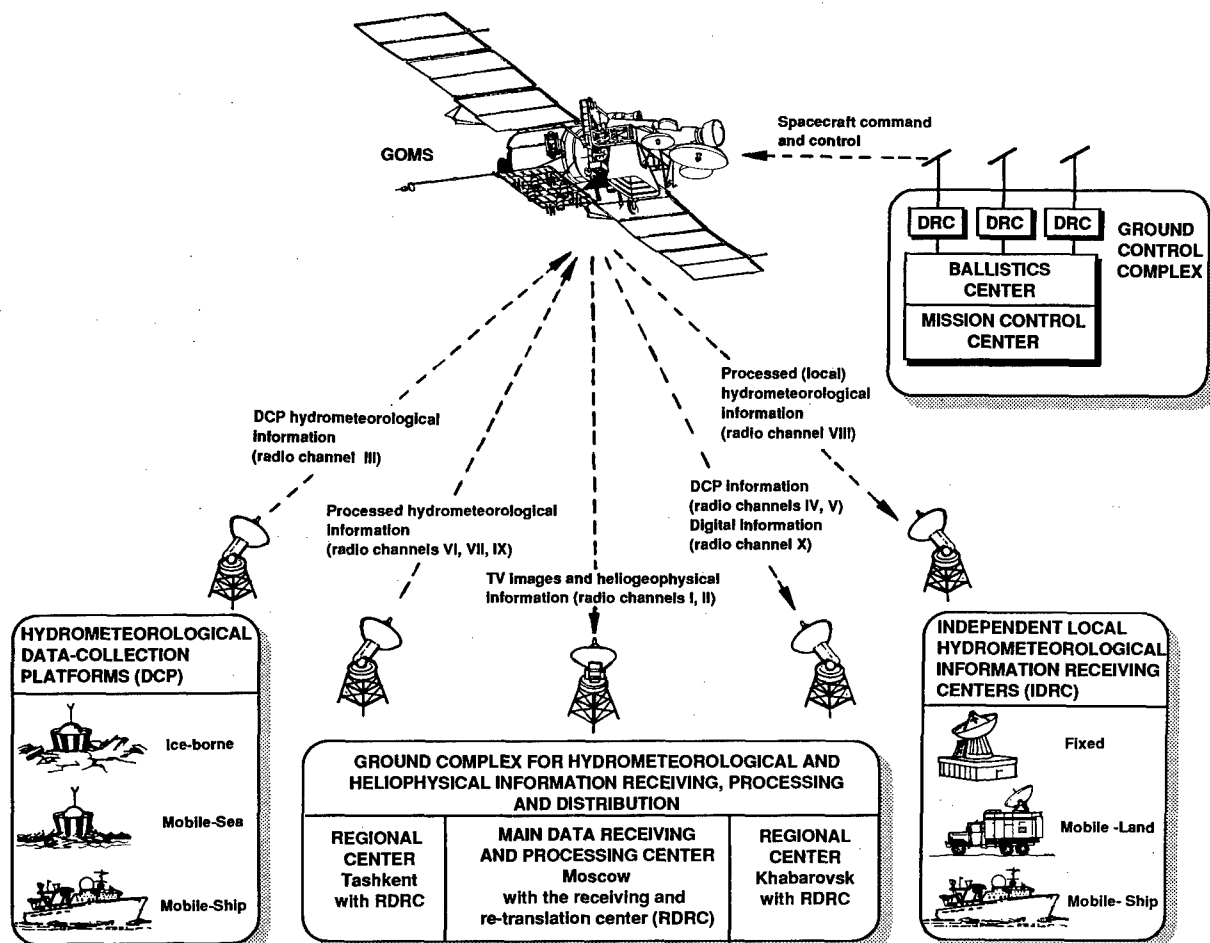 Spacecraft command
and control
GOMS
DRC
DRC
DRC
GROUND
CONTROL
COMPLEX
BALLISTICS
CENTER
MISSION CONTROL
CENTER
Processed (local)
hydrometeorological
information
(radio channel VIII)
DCP hydrometeorological
information
(radio channel III)
Processed hydrometeorological
information
(radio channels VI, VII, IX)
DCP information
(radio channels IV, V)
Digital information
(radio channel X)
TV images and heliogeophysical
information (radio channels I, II)
HYDROMETEOROLOGICAL
DATA-COLLECTION
PLATFORMS (DCP)
Ice-borne
Mobile-Sea
Mobile-Ship
GROUND COMPLEX FOR HYDROMETEOROLOGICAL AND
HELIOPHYSICAL INFORMATION RECEIVING, PROCESSING
AND DISTRIBUTION
REGIONAL
CENTER
Tashkent
with RDRC
MAIN DATA RECEIVING
AND PROCESSING CENTER
Moscow
with the receiving and
re-translation center (RDRC)
REGIONAL
CENTER
Khabarovsk
with RDRC
INDEPENDENT LOCAL
HYDROMETEOROLOGICAL
INFORMATION RECEIVING
CENTERS (IDRC)
Fixed
Mobile -Land
Mobile- Ship